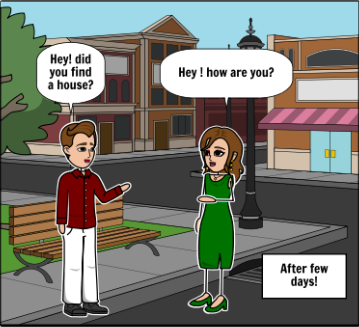 Hey! did
you find
a house?
Hey ! how are you?
After few
days!